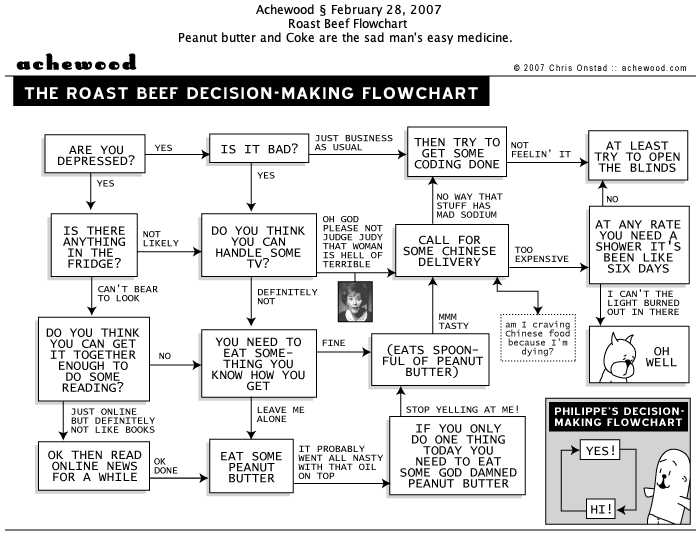 Achewood § February 28, 2007
Roast Beef Flowchart
Peanut butter and Coke are the sad man's easy medicine.
achewood
© 2007 Chris Onstad :: achewood.com
THE ROAST BEEF DECISION-MAKING FLOWCHART
ARE YOU
DEPRESSED?
YES
IS IT BAD?
JUST BUSINESS
AS USUAL
THEN TRY TO
GET SOME
CODING DONE
NOT
FEELIN' IT
AT LEAST
TRY TO OPEN
THE BLINDS
YES
YES
NO WAY THAT
STUFF HAS
MAD SODIUM
NO
IS THERE
ANYTHING
IN THE
FRIDGE?
NOT
LIKELY
DO YOU THINK
YOU CAN
HANDLE SOME
TV?
OH GOD
PLEASE NOT
JUDGE JUDY
THAT WOMAN
IS HELL OF
TERRIBLE
CALL FOR
SOME CHINESE
DELIVERY
TOO
EXPENSIVE
AT ANY RATE
YOU NEED A
SHOWER IT'S
BEEN LIKE
SIX DAYS
CAN'T BEAR
TO LOOK
DEFINITELY
NOT
am I craving
Chinese food
because I'm
dying?
I CAN'T THE
LIGHT BURNED
OUT IN THERE
DO YOU THINK
YOU CAN GET
IT TOGETHER
ENOUGH TO
DO SOME
READING?
NO
YOU NEED TO
EAT SOME-
THING YOU
KNOW HOW YOU
GET
FINE
MMM
TASTY
(EATS SPOON-
FUL OF PEANUT
BUTTER)
OH
WELL
JUST ONLINE
BUT DEFINITELY
NOT LIKE BOOKS
LEAVE ME
ALONE
STOP YELLING AT ME!
OK THEN READ
ONLINE NEWS
FOR A WHILE
OK
DONE
EAT SOME
PEANUT
BUTTER
IT PROBABLY
WENT ALL NASTY
WITH THAT OIL
ON TOP
IF YOU ONLY
DO ONE THING
TODAY YOU
NEED TO EAT
SOME GOD DAMNED
PEANUT BUTTER
PHILIPPE'S DECISION-
MAKING FLOWCHART
YES!
HI!